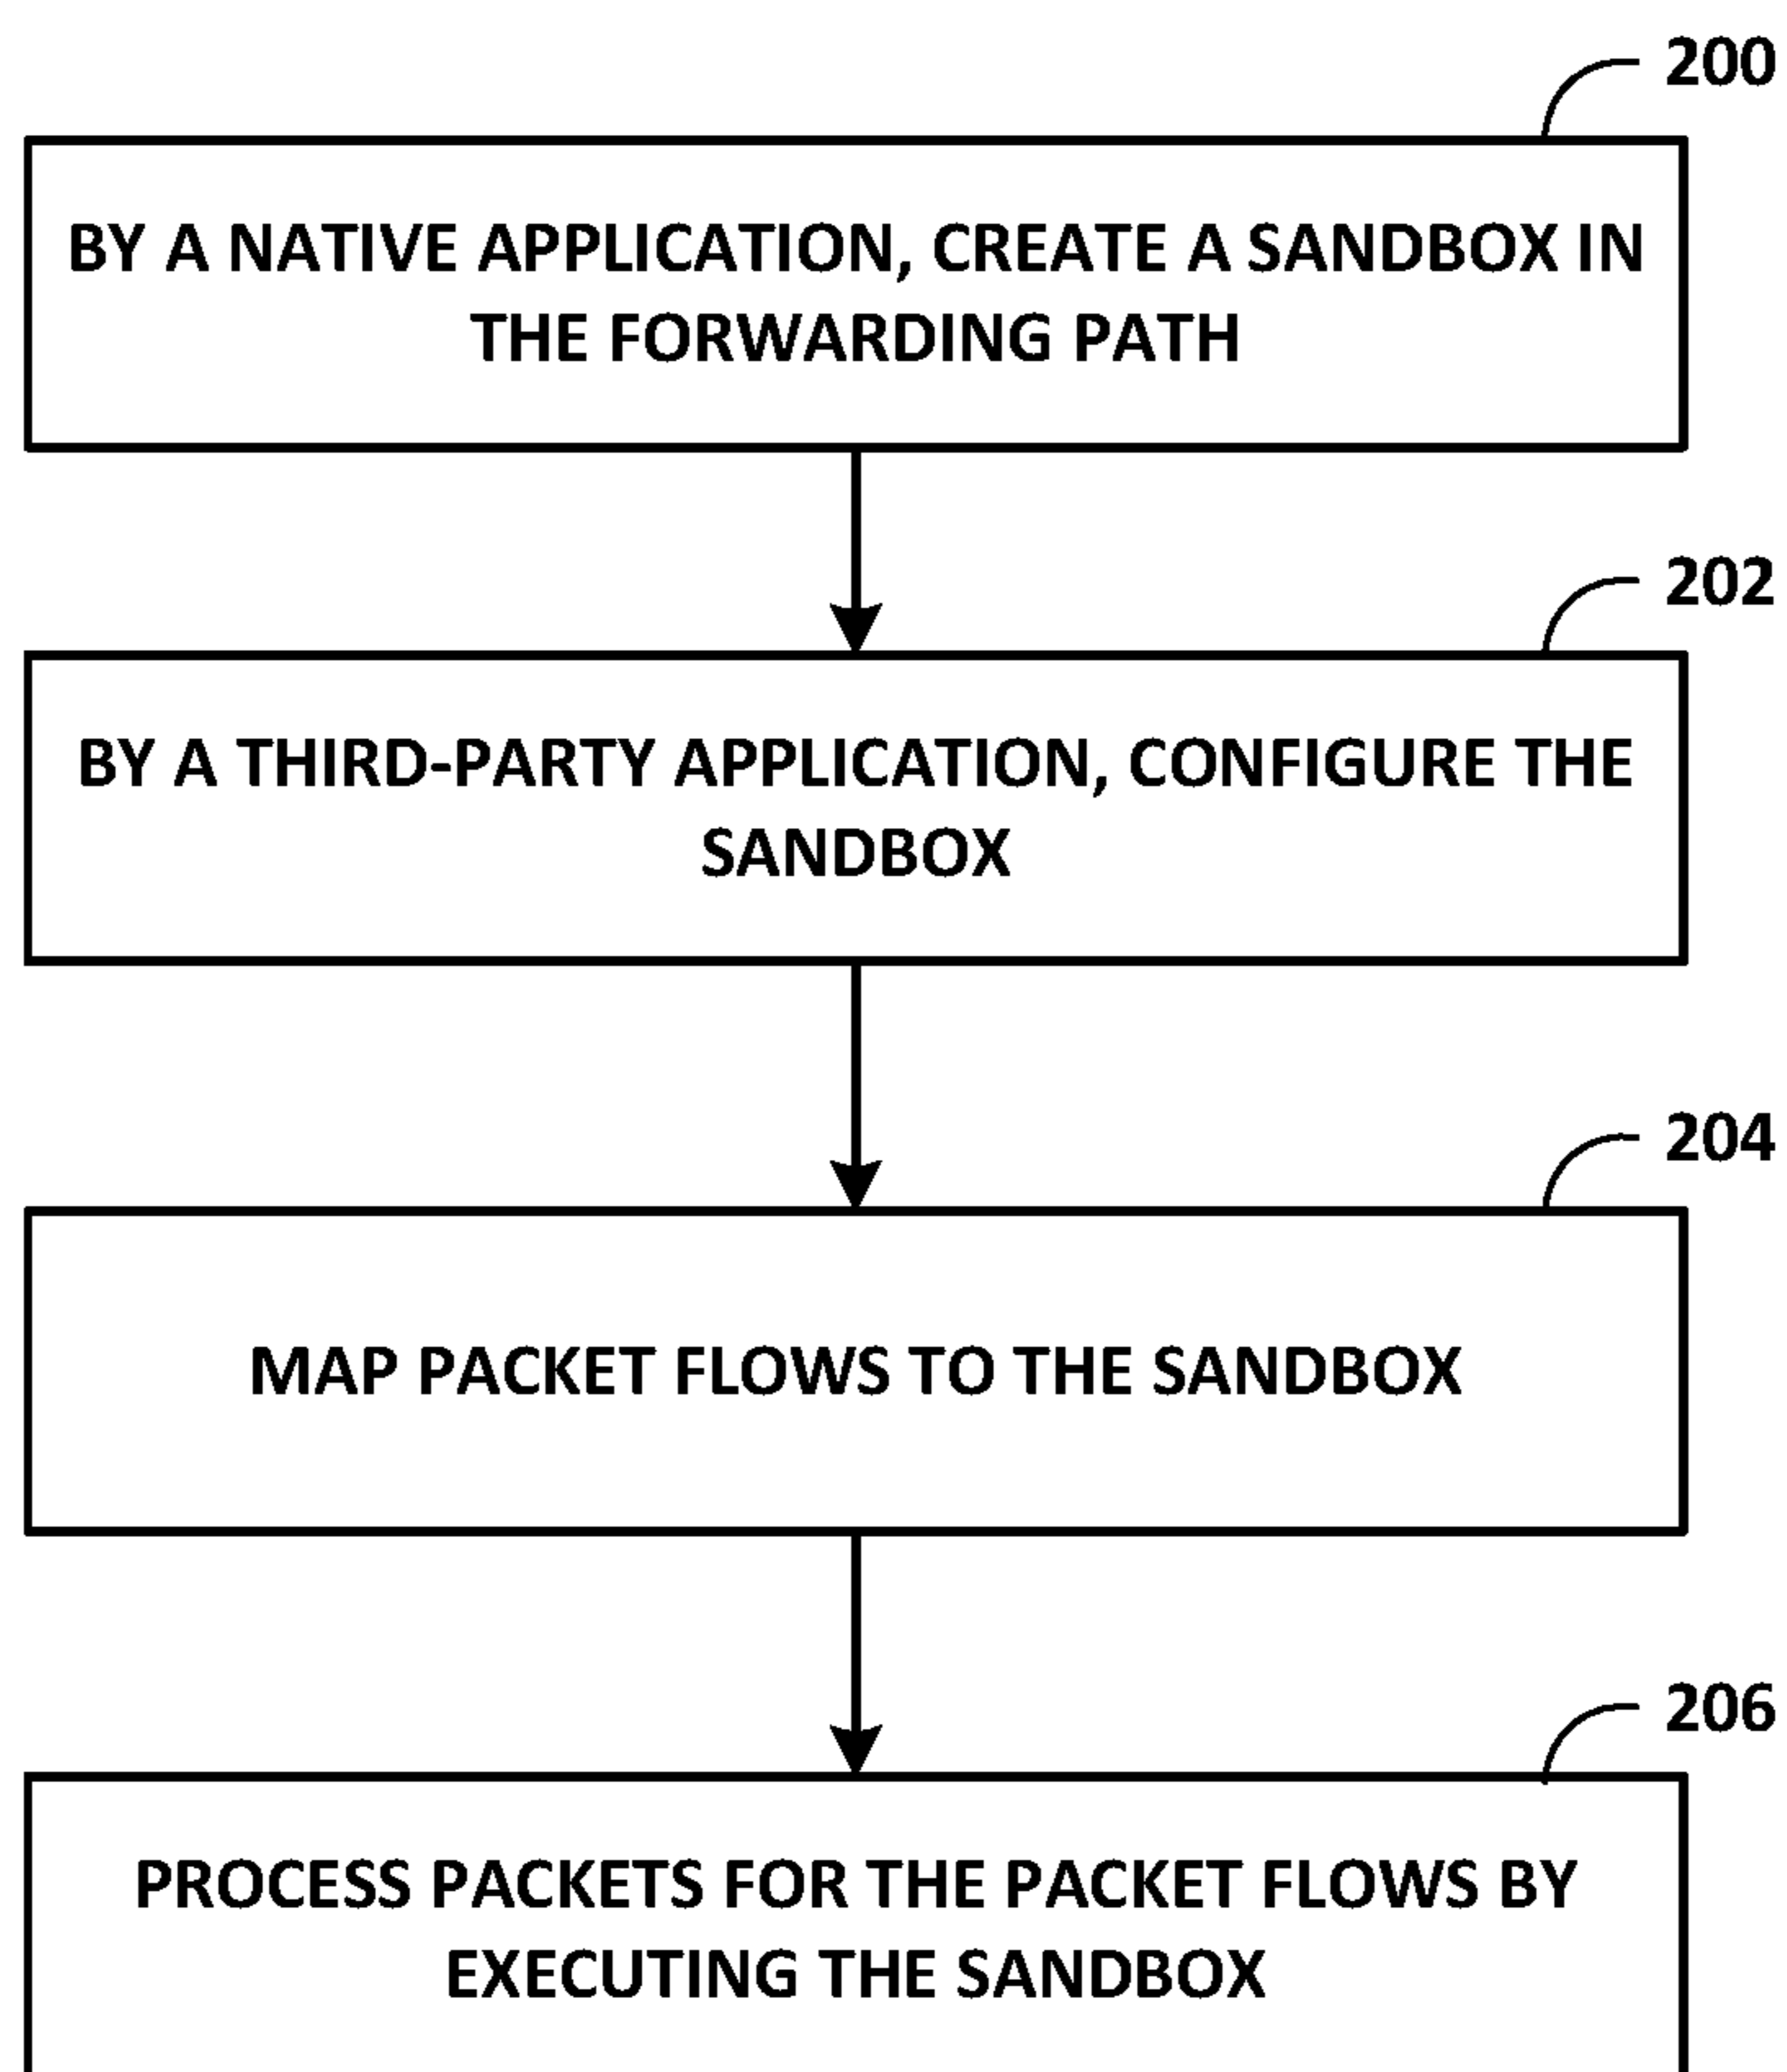 200
BY A NATIVE APPLICATION, CREATE A SANDBOX IN
THE FORWARDING PATH
202
BY A THIRD-PARTY APPLICATION, CONFIGURE THE
SANDBOX
204
MAP PACKET FLOWS TO THE SANDBOX
206
PROCESS PACKETS FOR THE PACKET FLOWS BY
EXECUTING THE SANDBOX